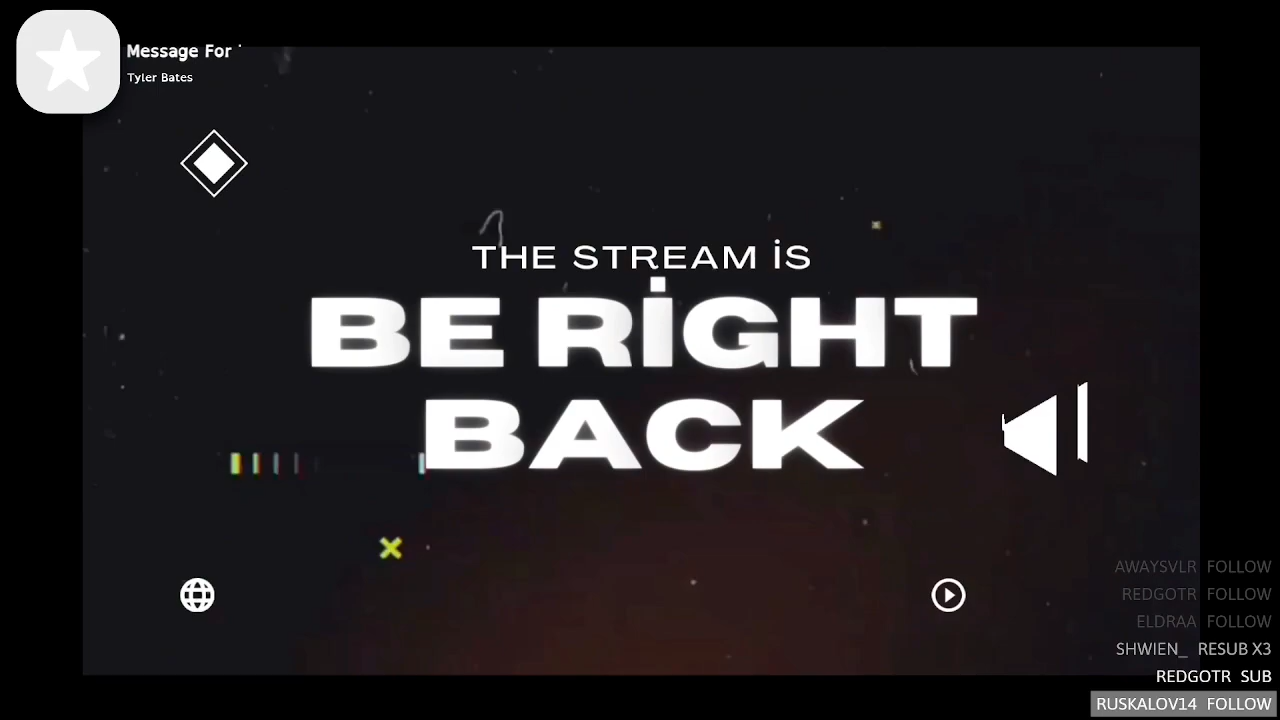 Message For
Tyler Bates
THE STREAM İS
BE RİGHT
BACK
AWAYSVLR FOLLOW
REDGOTR FOLLOW
ELDRAA FOLLOW
SHWIEN_ RESUB X3
REDGOTR SUB
RUSKALOV14 FOLLOW